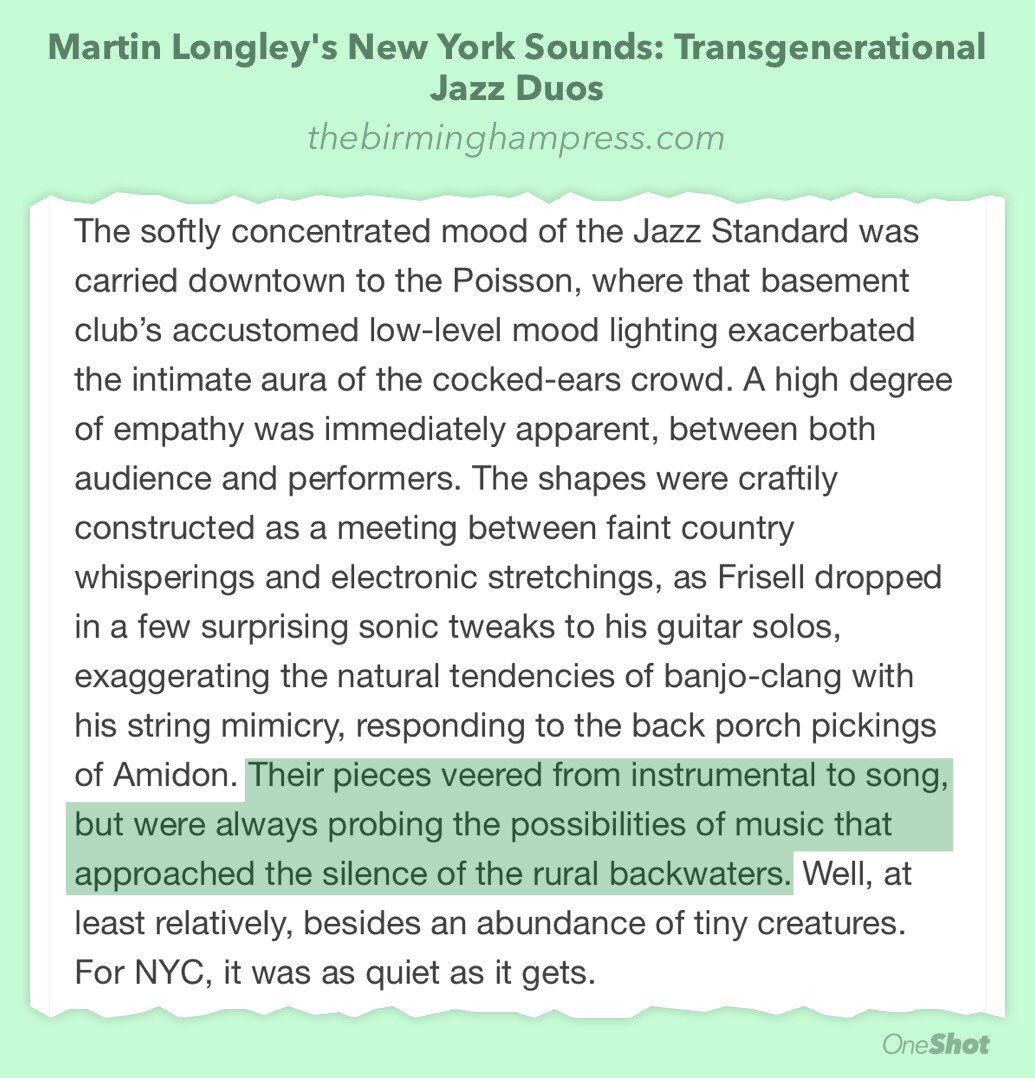 Martin Longley's New York Sounds: Transgenerational
Jazz Duos
thebirminghampress.com
The softly concentrated mood of the Jazz Standard was
carried downtown to the Poisson, where that basement
club’s accustomed low-level mood lighting exacerbated
the intimate aura of the cocked-ears crowd. A high degree
of empathy was immediately apparent, between both
audience and performers. The shapes were craftily
constructed as a meeting between faint country
whisperings and electronic stretchings, as Frisell dropped
in a few surprising sonic tweaks to his guitar solos,
exaggerating the natural tendencies of banjo-clang with
his string mimicry, responding to the back porch pickings
of Amidon. Their pieces veered from instrumental to song,
but were always probing the possibilities of music that
approached the silence of the rural backwaters. Well, at
least relatively, besides an abundance of tiny creatures.
For NYC, it was as quiet as it gets.
OneShot